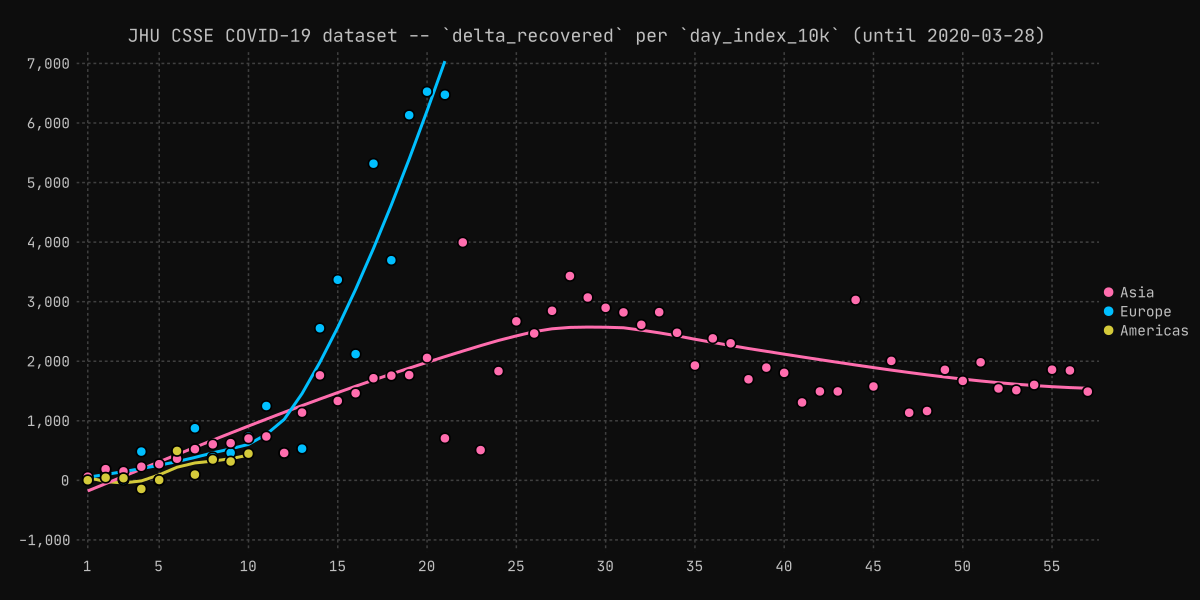 JHU CSSE COVID-19 dataset -- `delta_recovered` per `day_index_10k` (until 2020-03-28)
7,000
6,000
5,000
4,000
3,000
2,000
1,000
0
-1,000
1 5 10 15 20 25 30 35 40 45 50 55
Asia
Europe
Americas